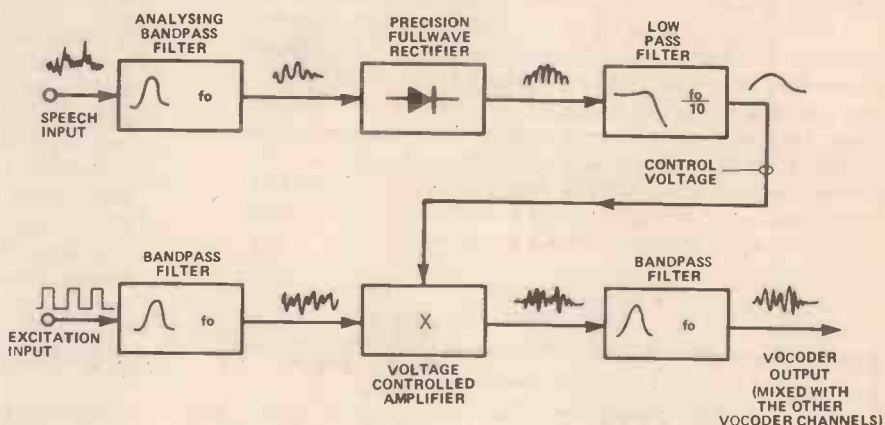 ANALYSING
BANDPASS
FILTER
fo
SPEECH
INPUT
PRECISION
FULLWAVE
RECTIFIER
LOW
PASS
FILTER
fo
10
CONTROL
VOLTAGE
BANDPASS
FILTER
fo
EXCITATION
INPUT
X
VOLTAGE
CONTROLLED
AMPLIFIER
BANDPASS
FILTER
fo
VOCODER
OUTPUT
(MIXED WITH
THE OTHER
VOCODER CHANNELS)